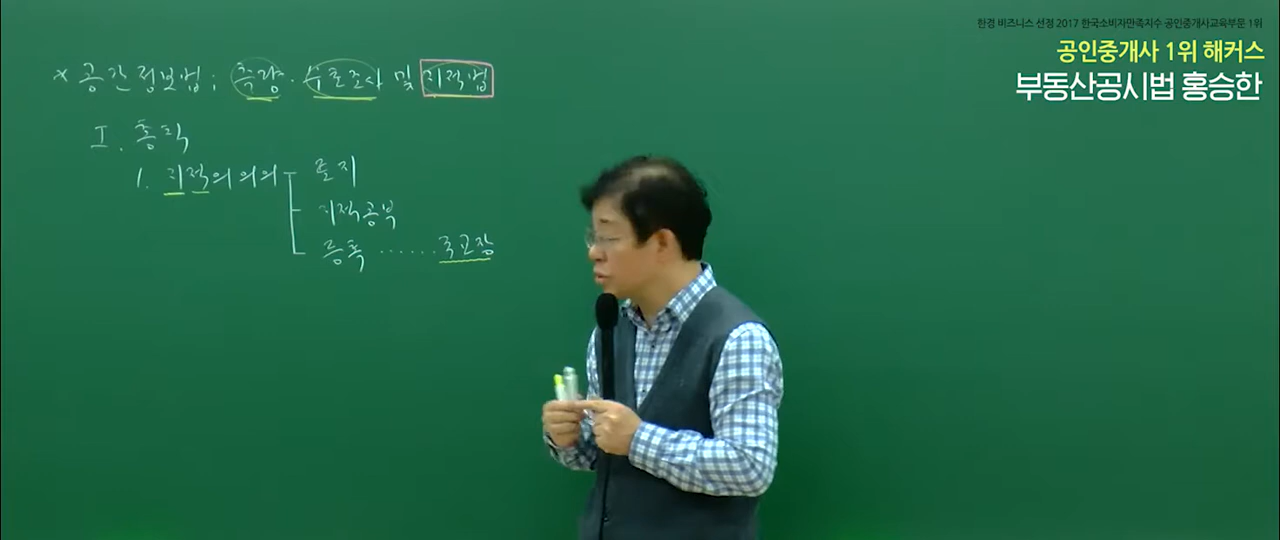 한경 비즈니스 선정 2017 한국소비자만족지수 공인중개사교육부문 1위
공인중개사 1위 해커스
부동산공시법 홍승한
* 공간정보법 ; 측량 · 수로조사 및 지적법
I. 총칙
1. 지적의 의의
토지
지적공부
등록 ...... 국교장